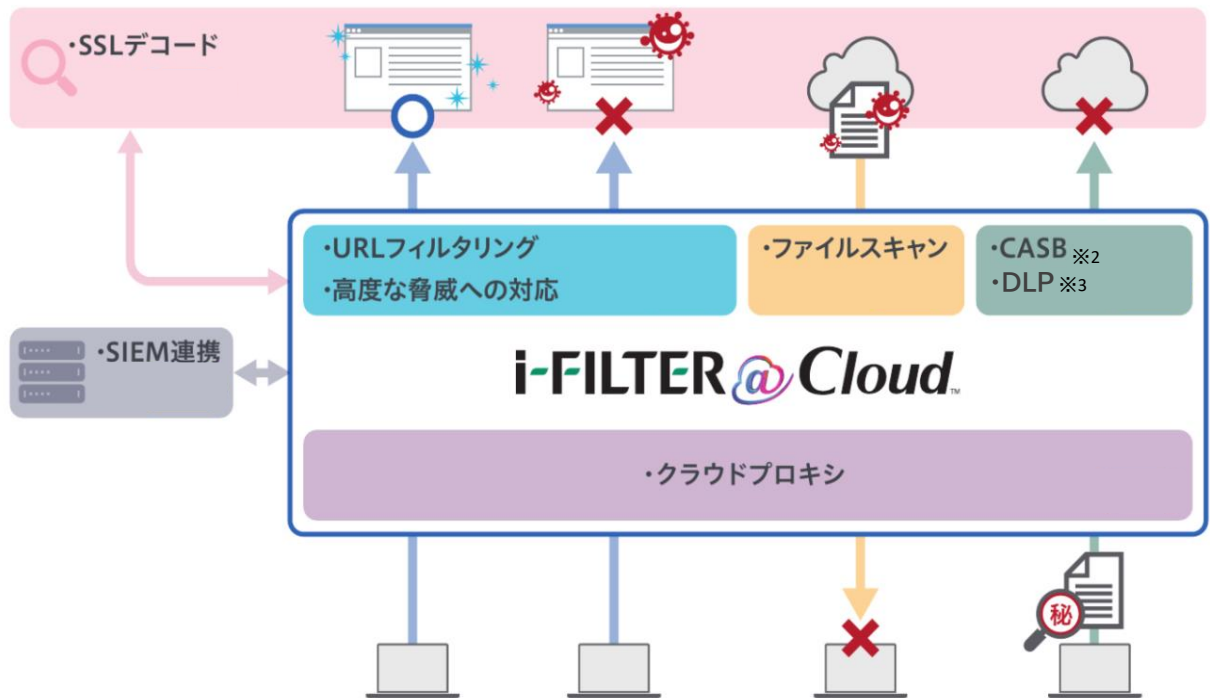 ・SSLデコード
・URLフィルタリング
・高度な脅威への対応
・ファイルスキャン
・CASB ※2
・DLP ※3
・SIEM連携
i-FILTER@Cloud™
・クラウドプロキシ
秘